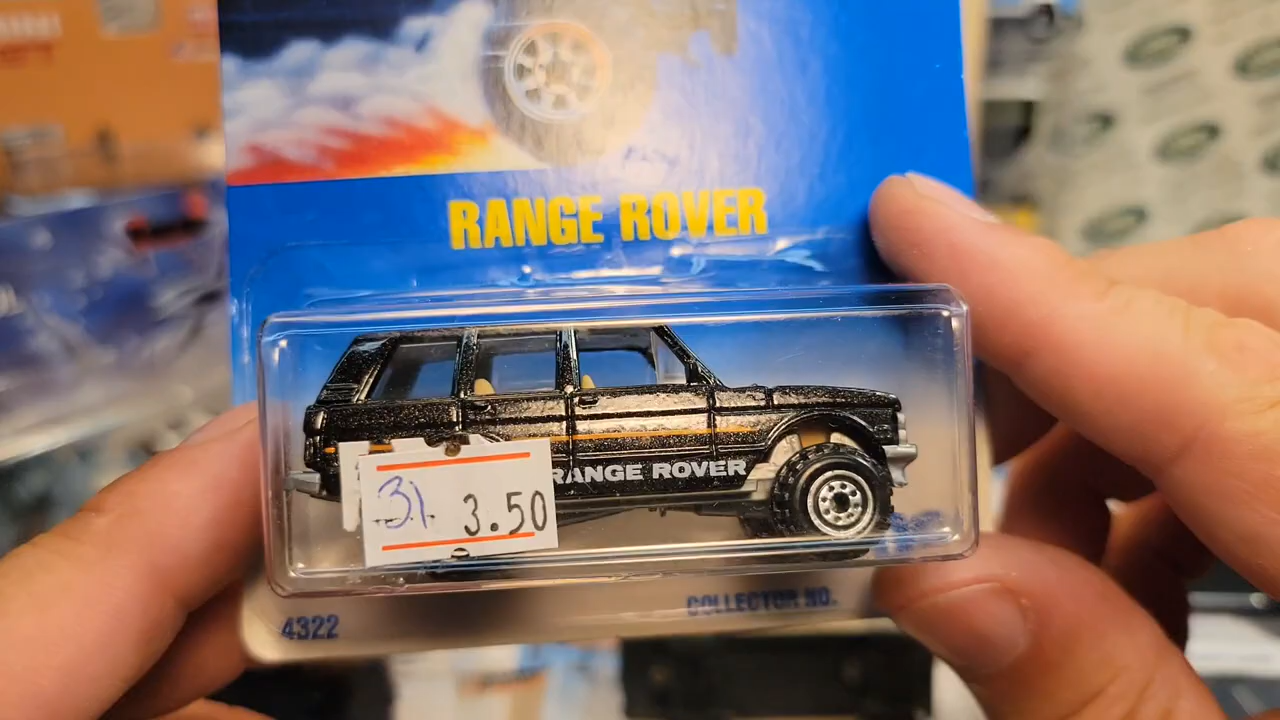 RANGE ROVER
RANGE ROVER
31 3.50
4322
COLLECTOR NO.